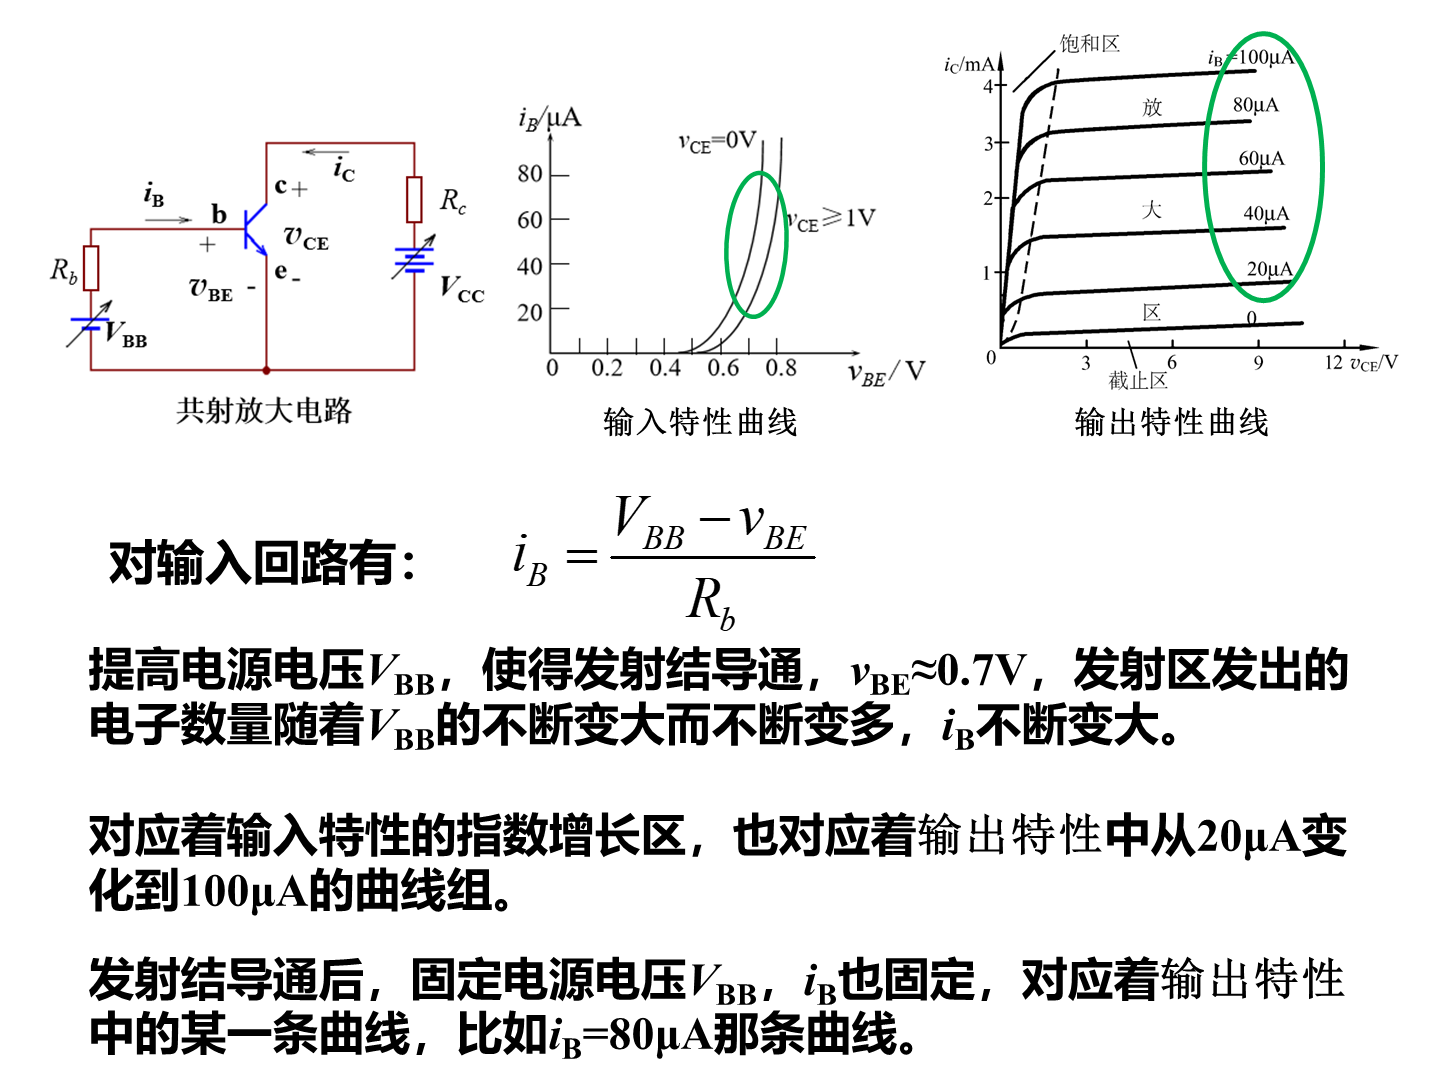 饱和区
iC/mA
iB=100μA
4
放
80μA
3
60μA
2
大
40μA
1
20μA
区
0
0
3
6
9
12
vCE/V
截止区
输出特性曲线
iB/μA
vCE=0V
80
60
vCE≥1V
40
20
0
0.2
0.4
0.6
0.8
vBE/V
输入特性曲线
iC
iB
b
c
+
Rc
+
vCE
Rb
vBE
-
e
-
VCC
VBB
共射放大电路
对输入回路有：
iB = (VBB − vBE) / Rb
提高电源电压VBB，使得发射结导通，vBE≈0.7V，发射区发出的
电子数量随着VBB的不断变大而不断变多，iB不断变大。
对应着输入特性的指数增长区，也对应着输出特性中从20μA变
化到100μA的曲线组。
发射结导通后，固定电源电压VBB，iB也固定，对应着输出特性
中的某一条曲线，比如iB=80μA那条曲线。